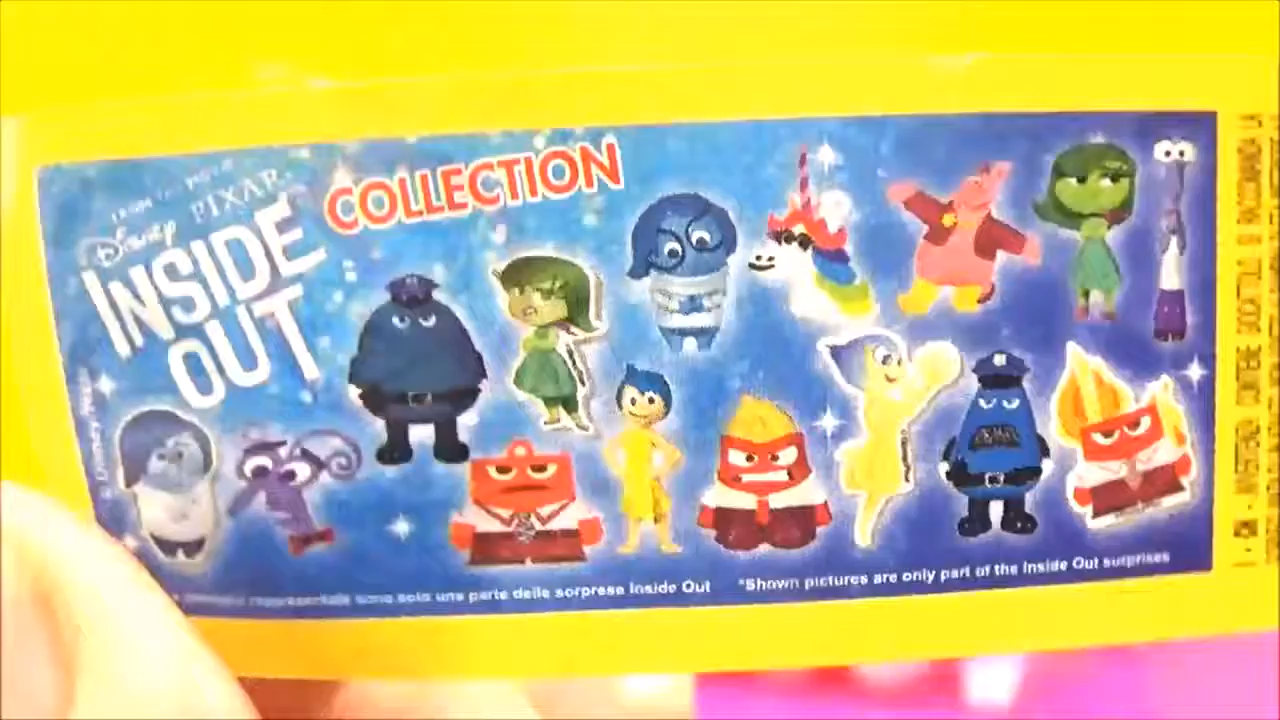 Disney PIXAR
INSIDE
OUT
COLLECTION
sono solo una parte delle sorprese Inside Out
*Shown pictures are only part of the Inside Out surprises